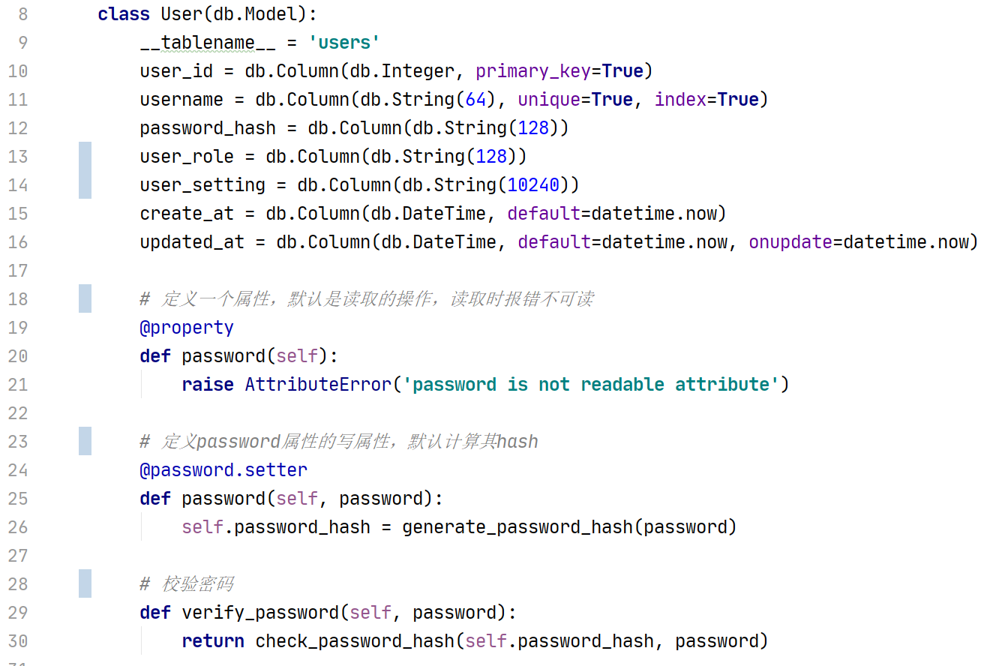 8 class User(db.Model):
9 __tablename__ = 'users'
10 user_id = db.Column(db.Integer, primary_key=True)
11 username = db.Column(db.String(64), unique=True, index=True)
12 password_hash = db.Column(db.String(128))
13 user_role = db.Column(db.String(128))
14 user_setting = db.Column(db.String(10240))
15 create_at = db.Column(db.DateTime, default=datetime.now)
16 updated_at = db.Column(db.DateTime, default=datetime.now, onupdate=datetime.now)
17
18 # 定义一个属性，默认是读取的操作，读取时报错不可读
19 @property
20 def password(self):
21 raise AttributeError('password is not readable attribute')
22
23 # 定义password属性的写属性，默认计算其hash
24 @password.setter
25 def password(self, password):
26 self.password_hash = generate_password_hash(password)
27
28 # 校验密码
29 def verify_password(self, password):
30 return check_password_hash(self.password_hash, password)